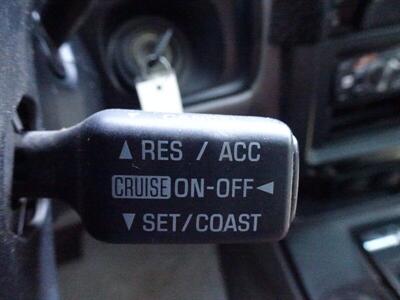 ▲ RES / ACC
CRUISE ON-OFF ◄
▼ SET/COAST